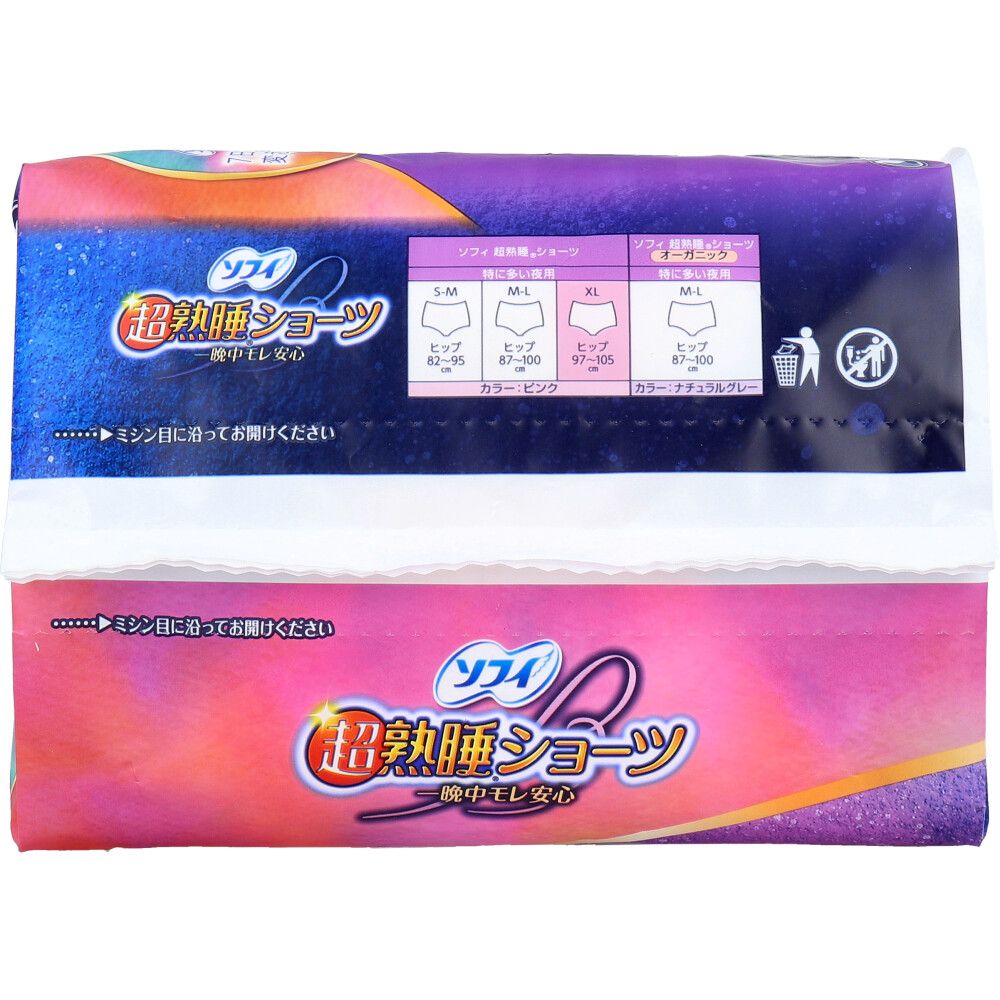 ソフィ
超熟睡®ショーツ
一晩中モレ安心
ソフィ 超熟睡®ショーツ
特に多い夜用
S-M
ヒップ
82〜95
cm
M-L
ヒップ
87〜100
cm
XL
ヒップ
97〜105
cm
カラー：ピンク
ソフィ 超熟睡®ショーツ
オーガニック
特に多い夜用
M-L
ヒップ
87〜100
cm
カラー：ナチュラルグレー
ミシン目に沿ってお開けください
ミシン目に沿ってお開けください
ソフィ
超熟睡®ショーツ
一晩中モレ安心